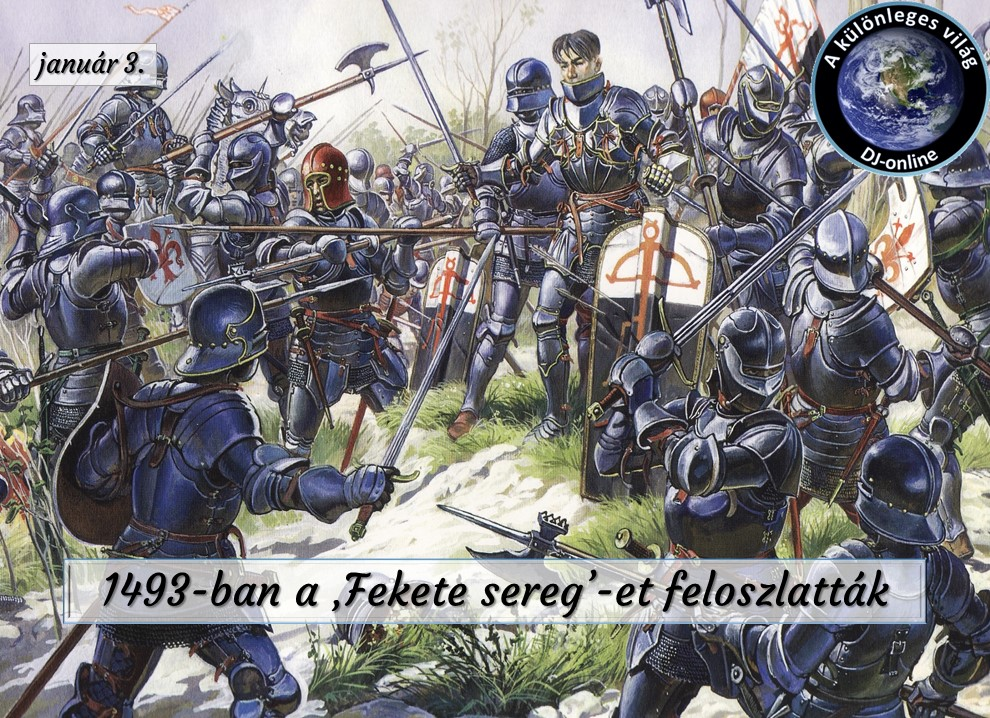 január 3.
A különleges világ
DJ-online
1493-ban a ‚Fekete sereg’-et feloszlatták